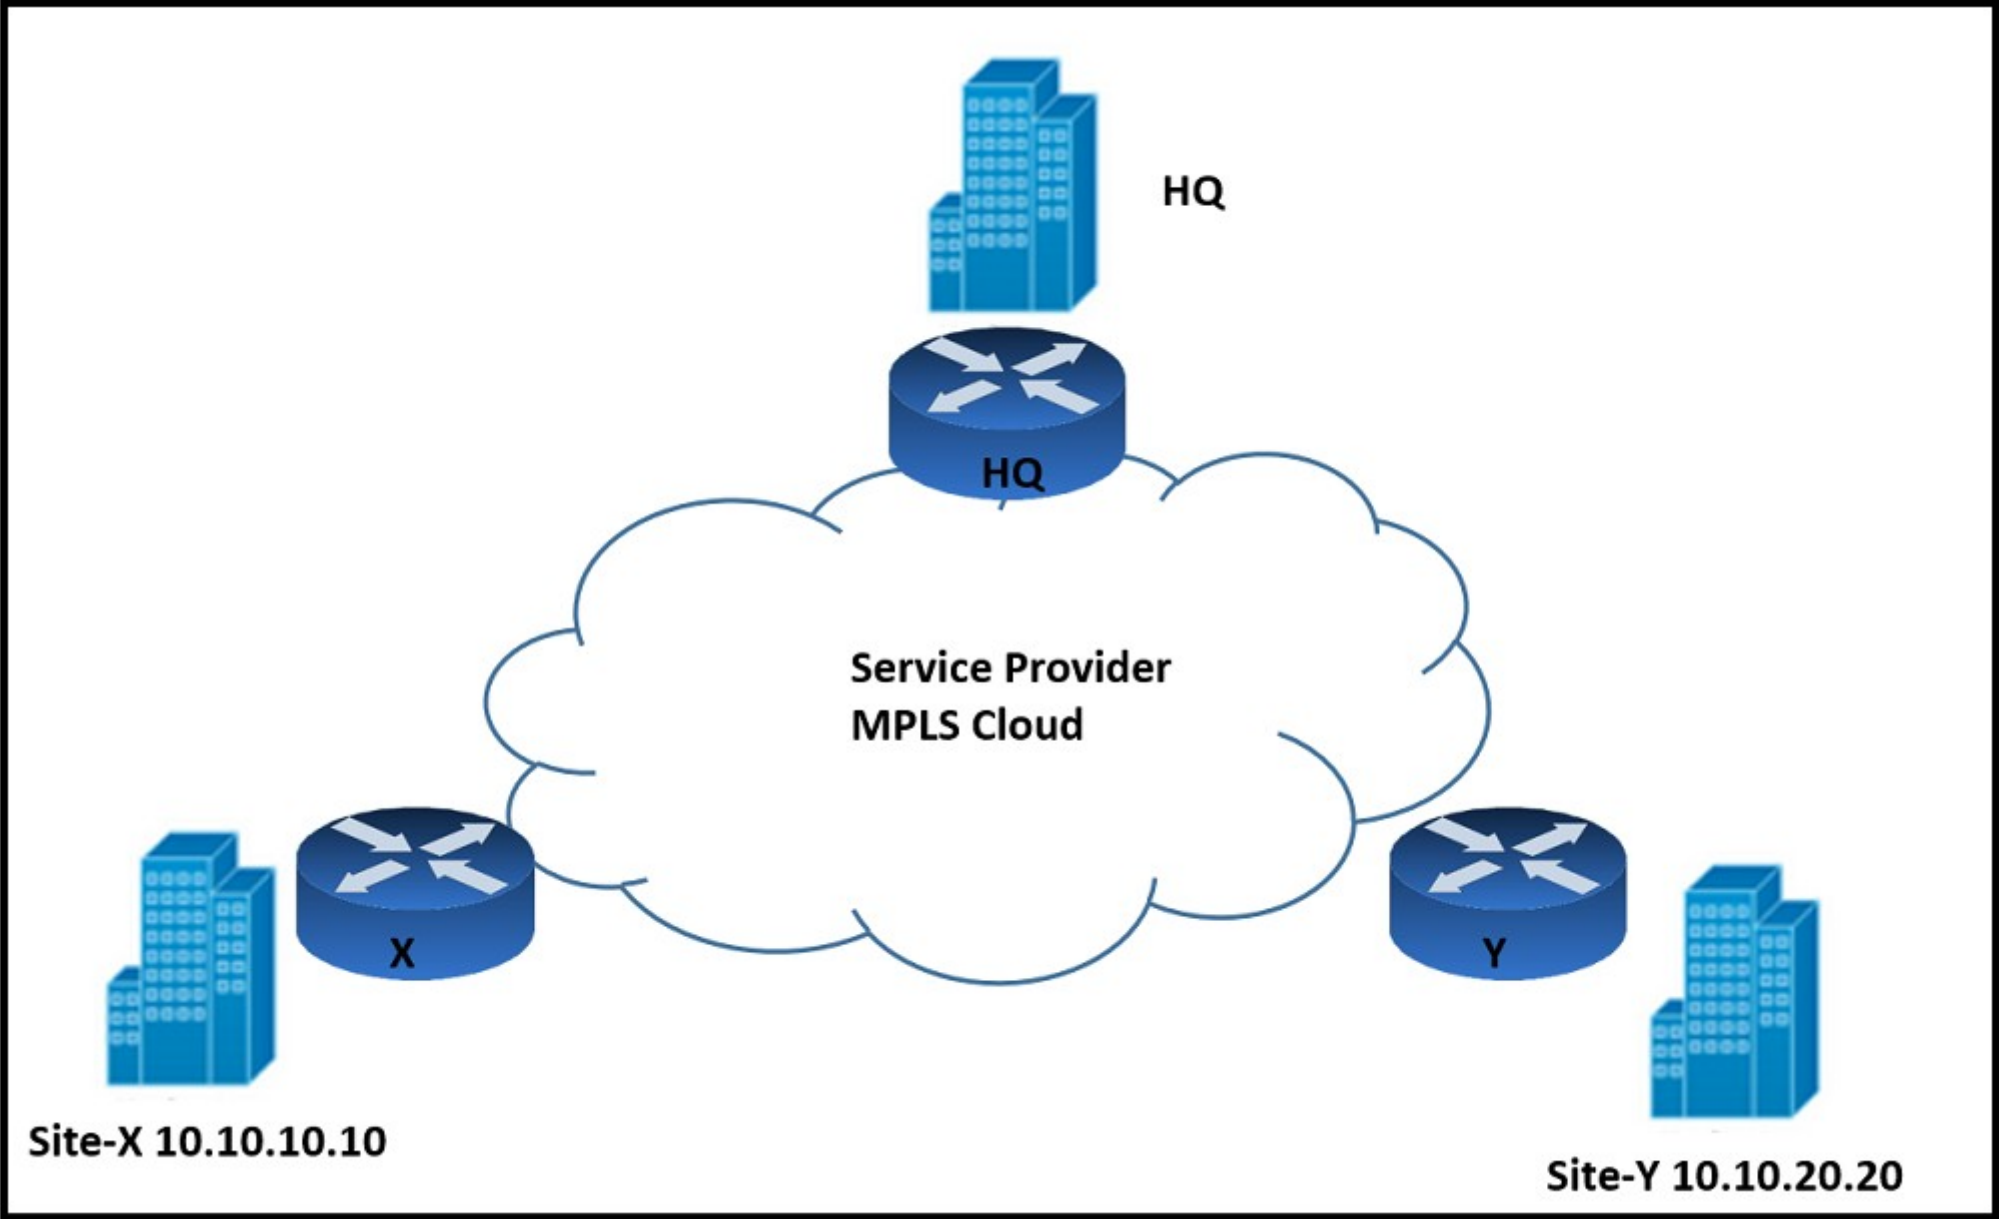 HQ
HQ
Service Provider
MPLS Cloud
X
Y
Site-X 10.10.10.10
Site-Y 10.10.20.20